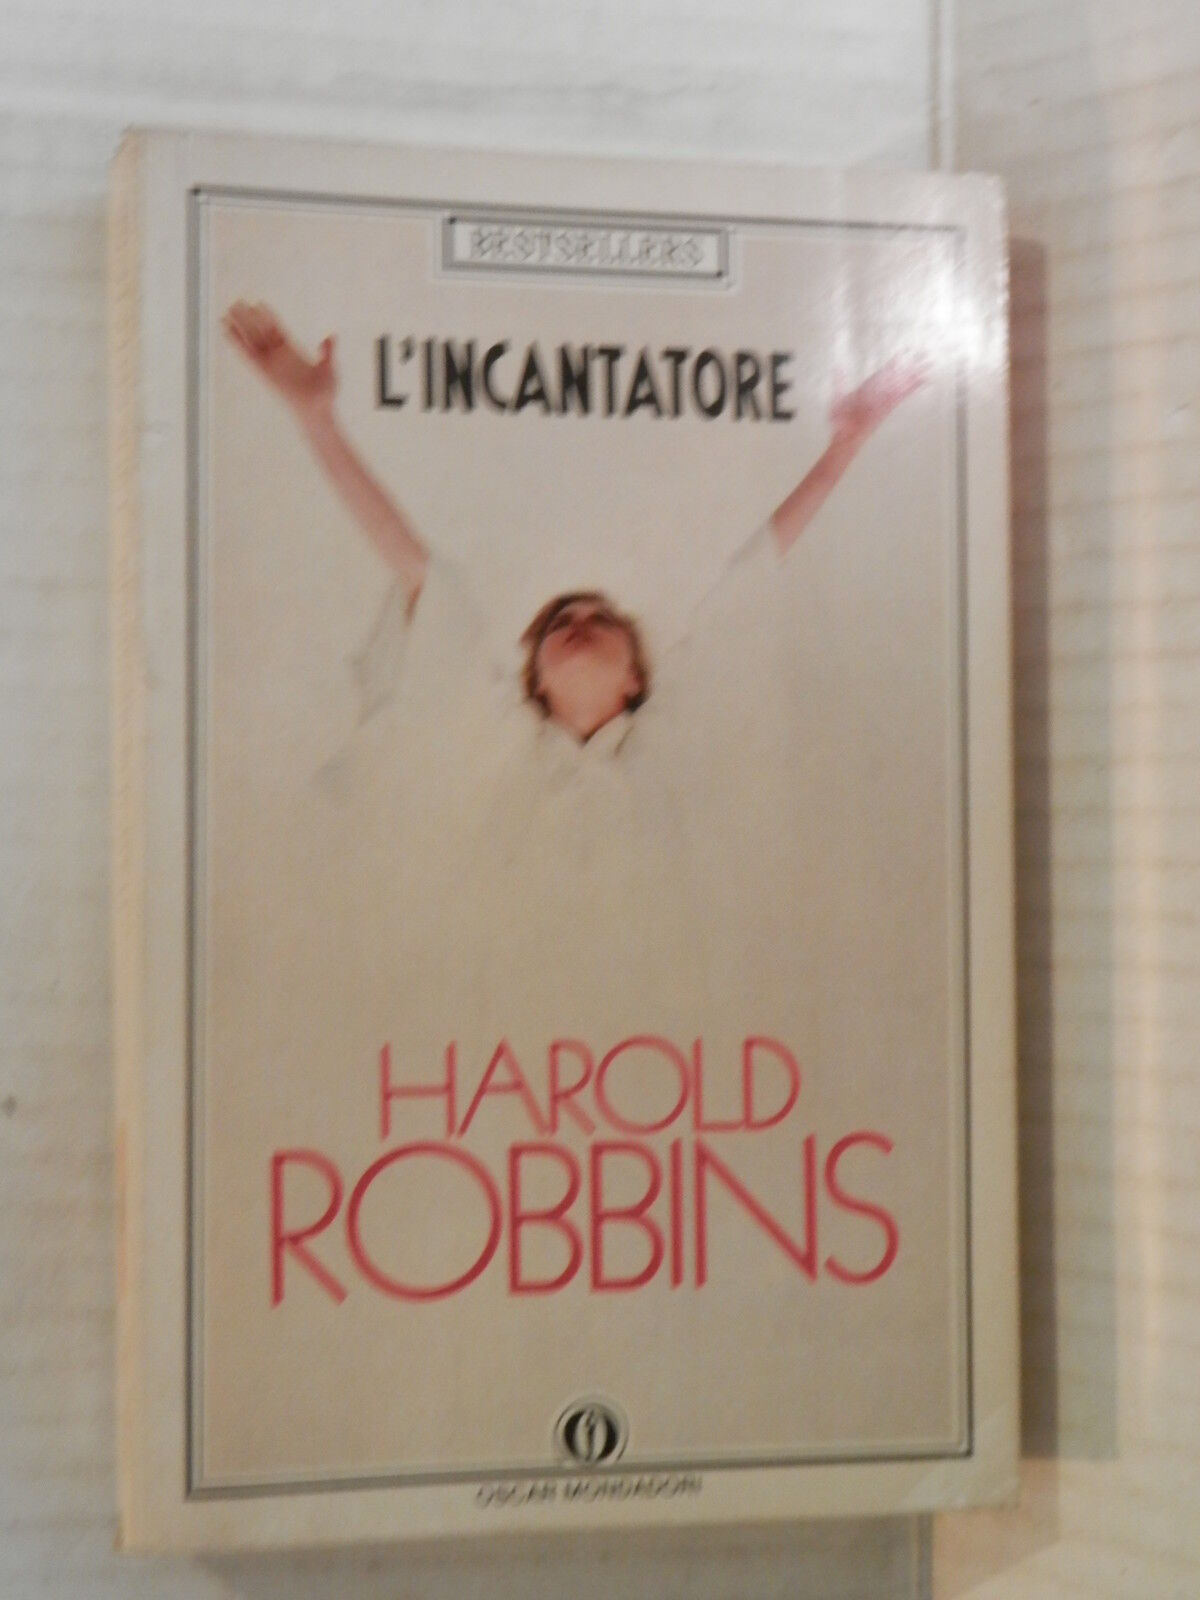 BESTSELLERS
L'INCANTATORE
HAROLD
ROBBINS
OSCAR MONDADORI